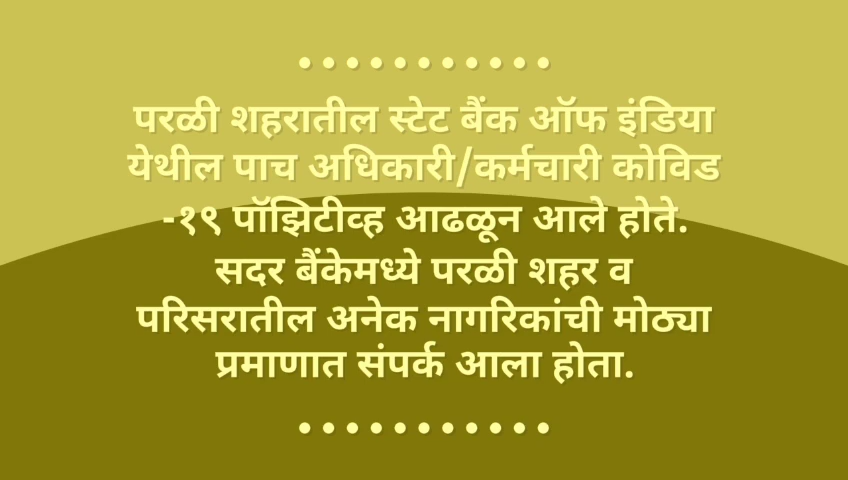 परळी शहरातील स्टेट बैंक ऑफ इंडिया
येथील पाच अधिकारी/कर्मचारी कोविड
-१९ पॉझिटीव्ह आढळून आले होते.
सदर बैंकेमध्ये परळी शहर व
परिसरातील अनेक नागरिकांची मोठ्या
प्रमाणात संपर्क आला होता.